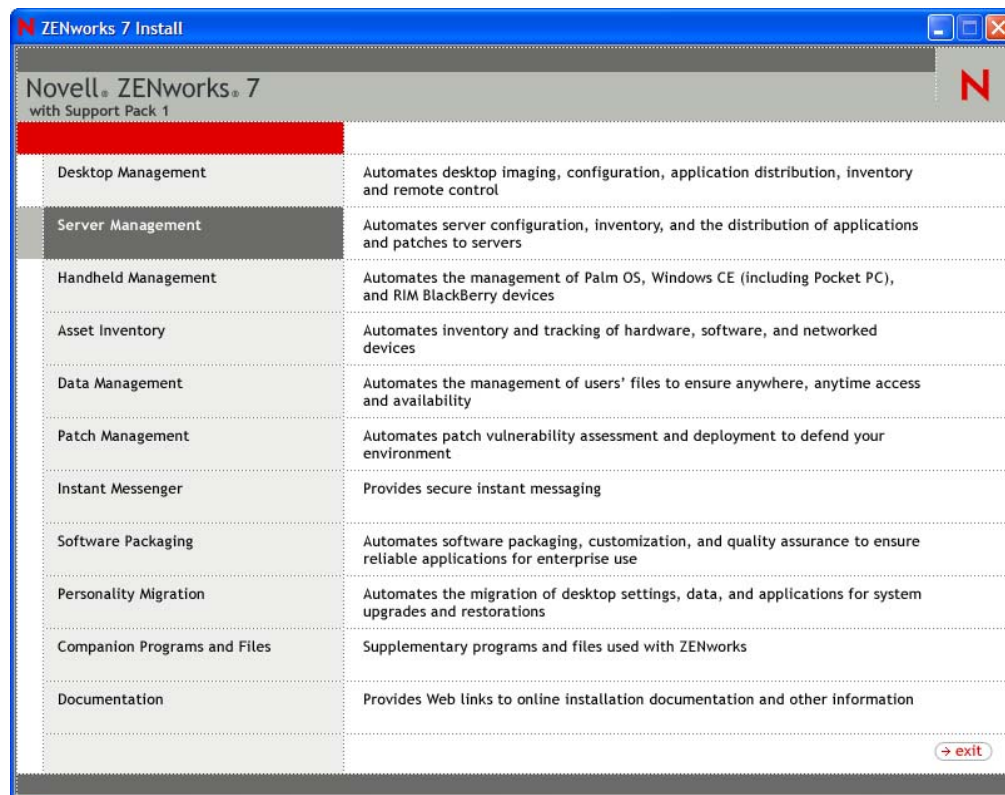 N ZENworks 7 Install
Novell® ZENworks® 7
with Support Pack 1
N
Desktop Management
Automates desktop imaging, configuration, application distribution, inventory
and remote control
Server Management
Automates server configuration, inventory, and the distribution of applications
and patches to servers
Handheld Management
Automates the management of Palm OS, Windows CE (including Pocket PC),
and RIM BlackBerry devices
Asset Inventory
Automates inventory and tracking of hardware, software, and networked
devices
Data Management
Automates the management of users' files to ensure anywhere, anytime access
and availability
Patch Management
Automates patch vulnerability assessment and deployment to defend your
environment
Instant Messenger
Provides secure instant messaging
Software Packaging
Automates software packaging, customization, and quality assurance to ensure
reliable applications for enterprise use
Personality Migration
Automates the migration of desktop settings, data, and applications for system
upgrades and restorations
Companion Programs and Files
Supplementary programs and files used with ZENworks
Documentation
Provides Web links to online installation documentation and other information
→ exit